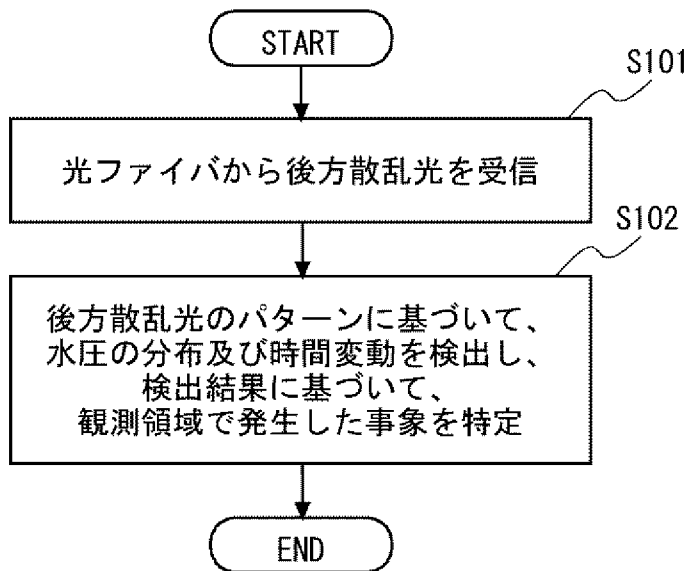 START
S101
光ファイバから後方散乱光を受信
S102
後方散乱光のパターンに基づいて、
水圧の分布及び時間変動を検出し、
検出結果に基づいて、
観測領域で発生した事象を特定
END